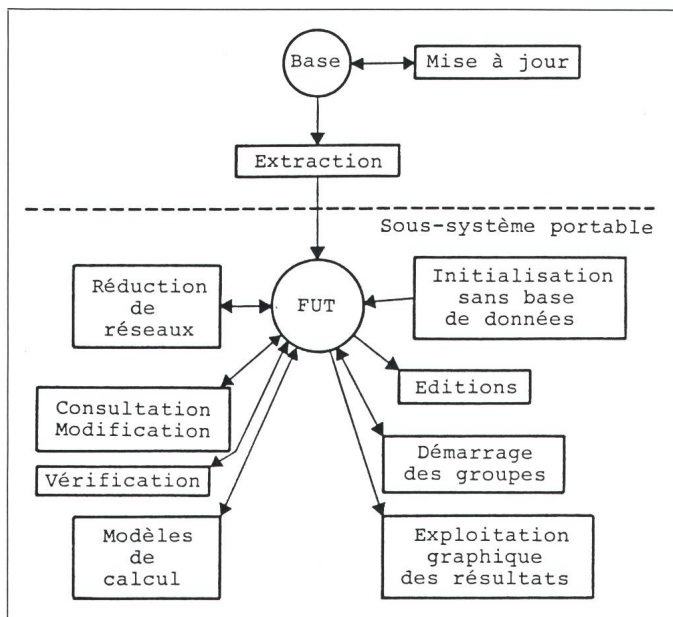 Base
Mise à jour
Extraction
Sous-système portable
Réduction
de
réseaux
FUT
Initialisation
sans base
de données
Editions
Consultation
Modification
Démarrage
des groupes
Vérification
Modèles
de
calcul
Exploitation
graphique
des résultats